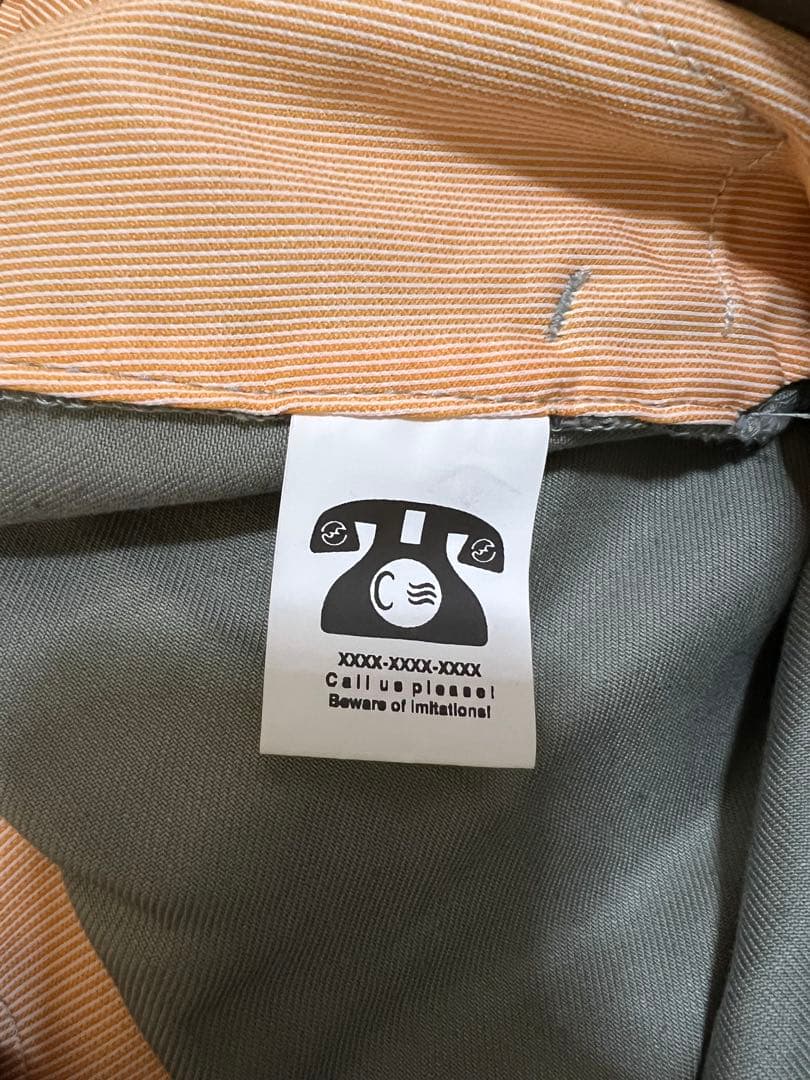 C
XXXX-XXXX-XXXX
Call us please!
Beware of imitations!